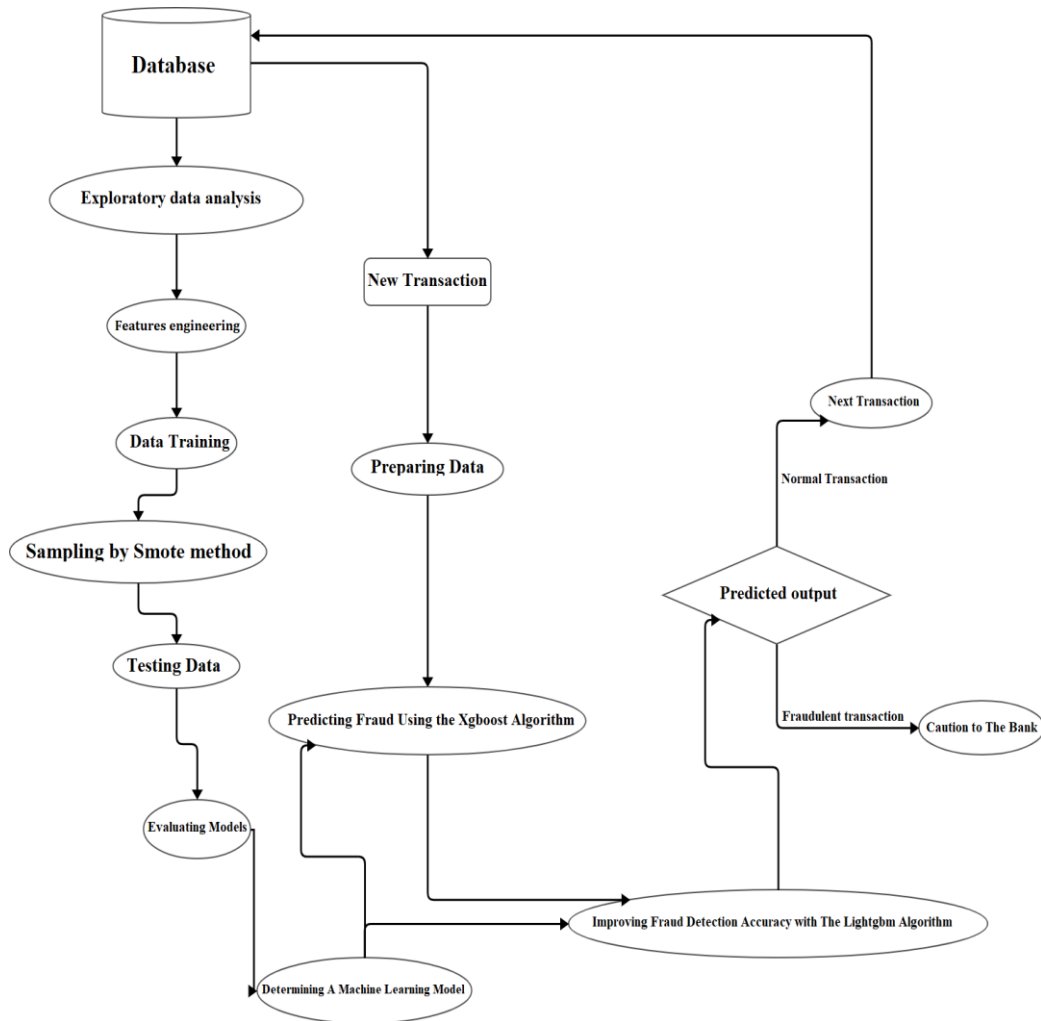 Database
Exploratory data analysis
New Transaction
Features engineering
Next Transaction
Data Training
Preparing Data
Normal Transaction
Sampling by Smote method
Predicted output
Testing Data
Predicting Fraud Using the Xgboost Algorithm
Fraudulent transaction
Caution to The Bank
Evaluating Models
Improving Fraud Detection Accuracy with The Lightgbm Algorithm
Determining A Machine Learning Model